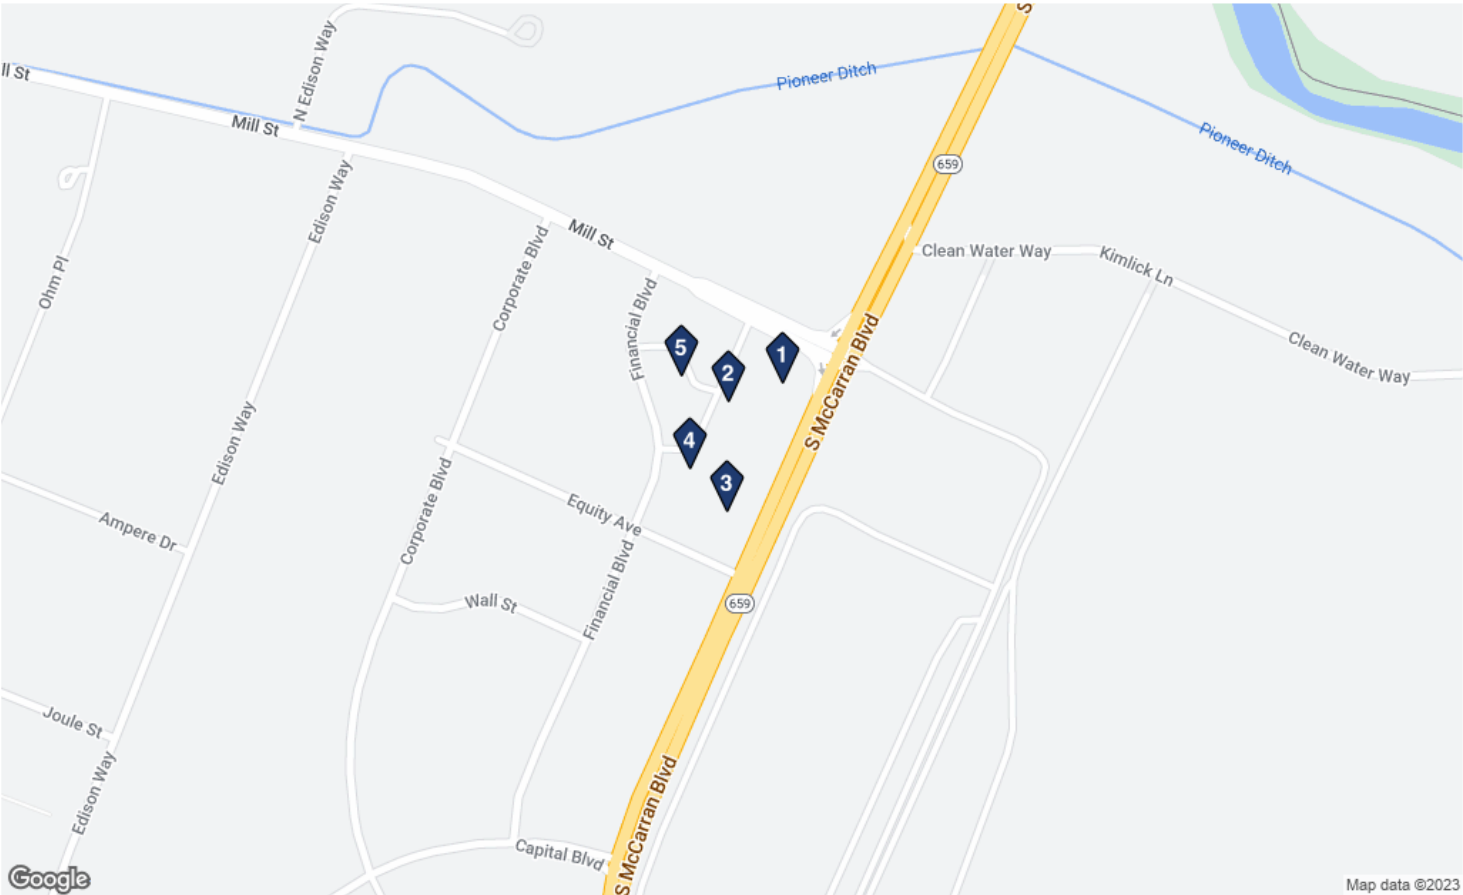 S
N Edison Way
ll St
Mill St
Pioneer Ditch
Pioneer Ditch
659
Edison Way
Ohm Pl
Corporate Blvd
Mill St
Financial Blvd
Clean Water Way
Kimlick Ln
Clean Water Way
5
2
1
4
3
S McCarran Blvd
Edison Way
Corporate Blvd
Equity Ave
Ampere Dr
Financial Blvd
Wall St
659
Joule St
Edison Way
S McCarran Blvd
Capital Blvd
Google
Map data ©2023